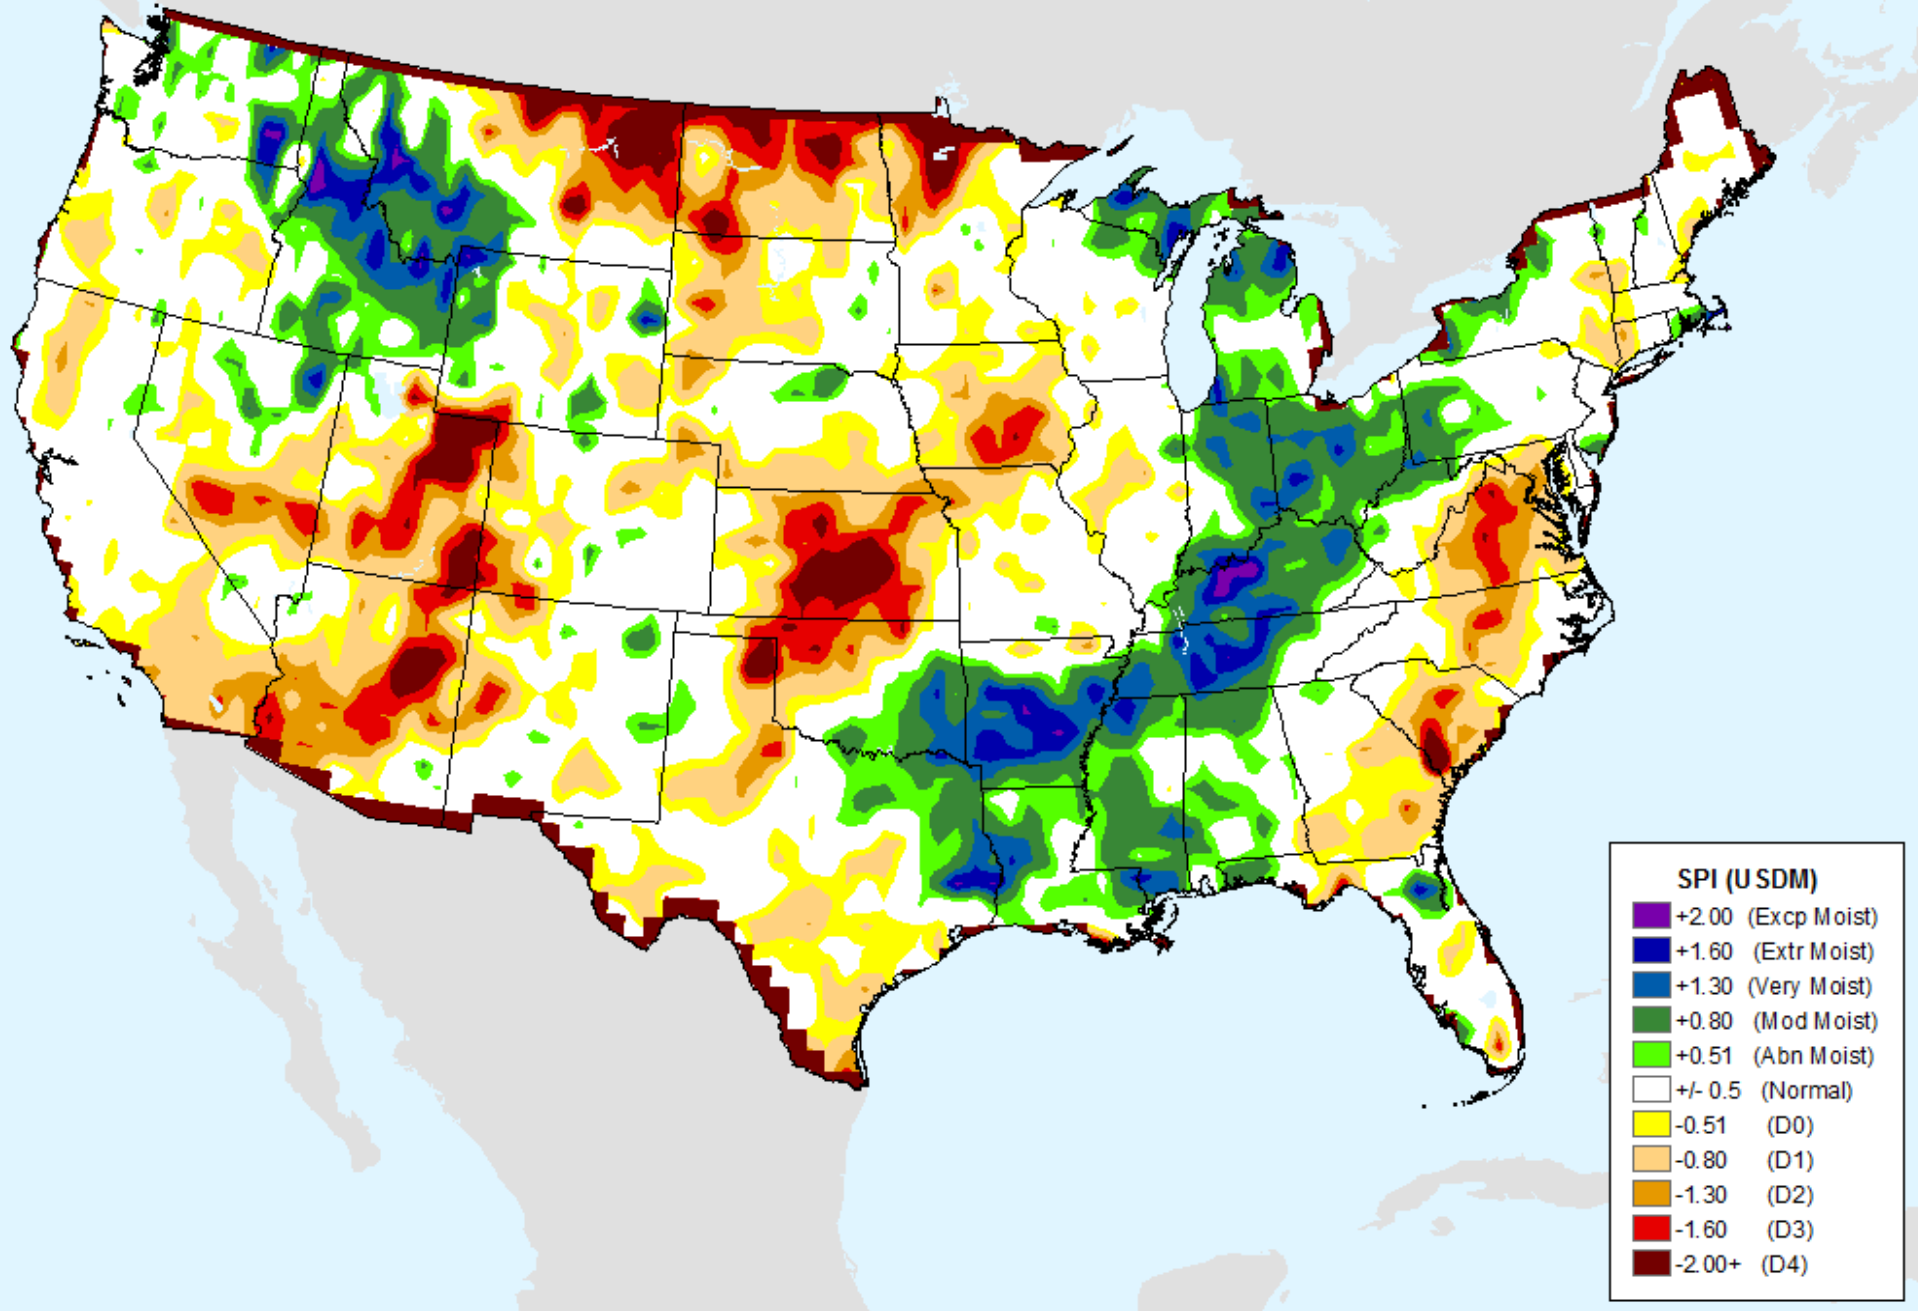 SPI (USDM)
+2.00 (Excp Moist)
+1.60 (Extr Moist)
+1.30 (Very Moist)
+0.80 (Mod Moist)
+0.51 (Abn Moist)
+/- 0.5 (Normal)
-0.51 (D0)
-0.80 (D1)
-1.30 (D2)
-1.60 (D3)
-2.00+ (D4)